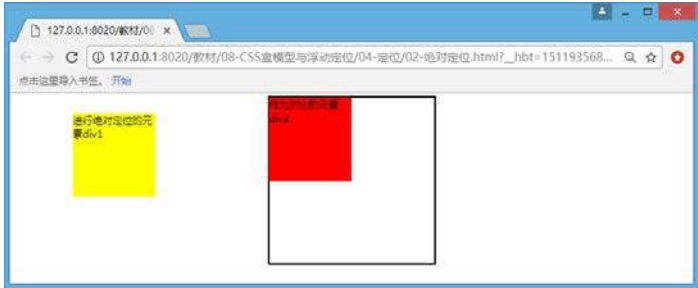 127.0.0.1:8020/教材/0
127.0.0.1:8020/教材/08-CSS盒模型与浮动定位/04-定位/02-绝对定位.html?__hbt=151193568...
点击这里导入书签。 开始
进行绝对定位的元
素div1
作为对比的元素
div2